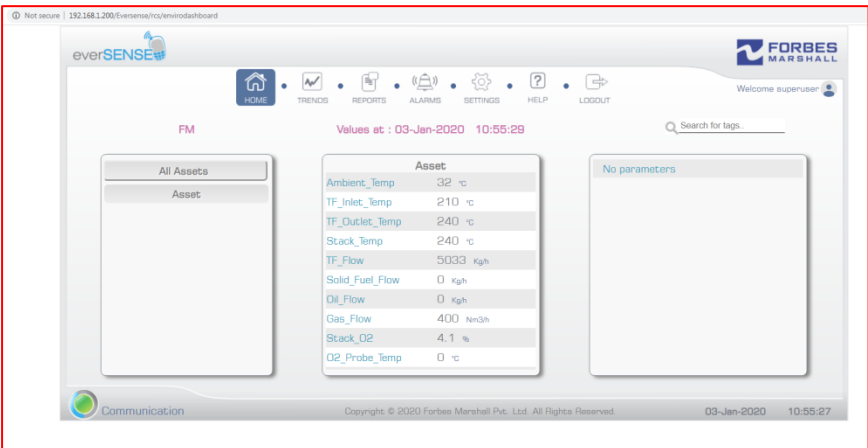 Not secure | 192.168.1.200/Eversense/rcs/envirodashboard
everSENSE
FORBES
MARSHALL
HOME TRENDS REPORTS ALARMS SETTINGS HELP LOGOUT
Welcome superuser
FM
Values at : 03-Jan-2020 10:55:29
Search for tags..
All Assets
Asset
Asset
Ambient_Temp 32 °C
TF_Inlet_Temp 210 °C
TF_Outlet_Temp 240 °C
Stack_Temp 240 °C
TF_Flow 5033 Kg/h
Solid_Fuel_Flow 0 Kg/h
Oil_Flow 0 Kg/h
Gas_Flow 400 Nm3/h
Stack_O2 4.1 %
O2_Probe_Temp 0 °C
No parameters
Communication
Copyright © 2020 Forbes Marshall Pvt. Ltd. All Rights Reserved.
03-Jan-2020 10:55:27